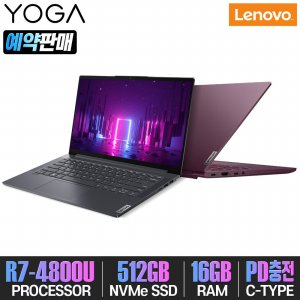 YOGA
Lenovo
예약판매
R7-4800U
PROCESSOR
512GB
NVMe SSD
16GB
RAM
PD충전
C-TYPE